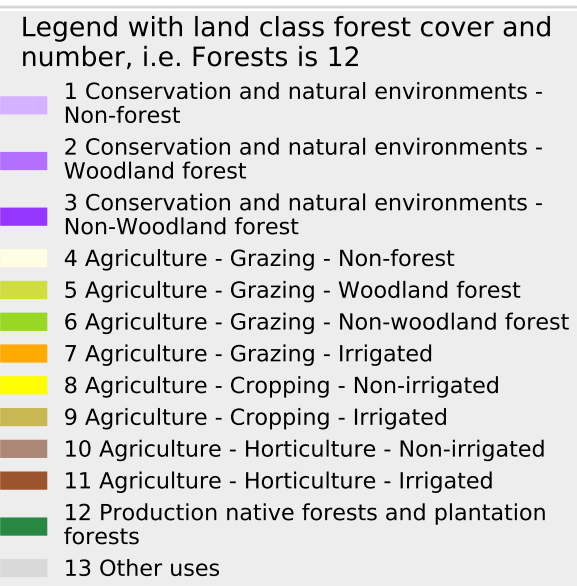 Legend with land class forest cover and
number, i.e. Forests is 12
1 Conservation and natural environments -
Non-forest
2 Conservation and natural environments -
Woodland forest
3 Conservation and natural environments -
Non-Woodland forest
4 Agriculture - Grazing - Non-forest
5 Agriculture - Grazing - Woodland forest
6 Agriculture - Grazing - Non-woodland forest
7 Agriculture - Grazing - Irrigated
8 Agriculture - Cropping - Non-irrigated
9 Agriculture - Cropping - Irrigated
10 Agriculture - Horticulture - Non-irrigated
11 Agriculture - Horticulture - Irrigated
12 Production native forests and plantation
forests
13 Other uses